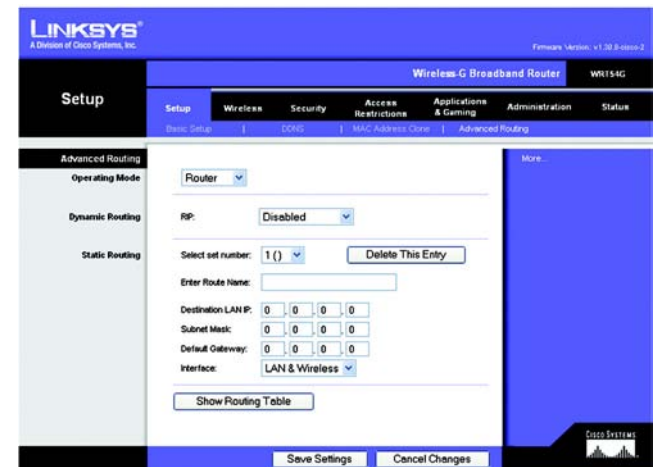 LINKSYS®
A Division of Cisco Systems, Inc.
Firmware Version: v1.30.0-cisco-2
Wireless-G Broadband Router WRT54G
Setup
Setup Wireless Security Access Restrictions Applications & Gaming Administration Status
Basic Setup | DDNS | MAC Address Clone | Advanced Routing
Advanced Routing
More...
Operating Mode Router
Dynamic Routing RIP: Disabled
Static Routing Select set number: 1 () Delete This Entry
Enter Route Name:
Destination LAN IP: 0 . 0 . 0 . 0
Subnet Mask: 0 . 0 . 0 . 0
Default Gateway: 0 . 0 . 0 . 0
Interface: LAN & Wireless
Show Routing Table
Save Settings Cancel Changes
CISCO SYSTEMS